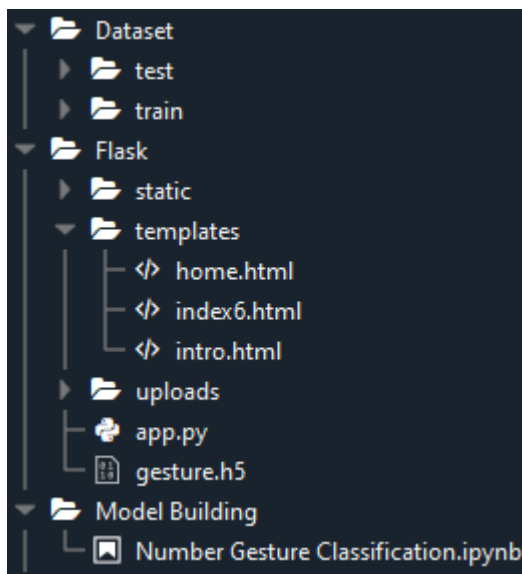 Dataset
test
train
Flask
static
templates
home.html
index6.html
intro.html
uploads
app.py
gesture.h5
Model Building
Number Gesture Classification.ipynb